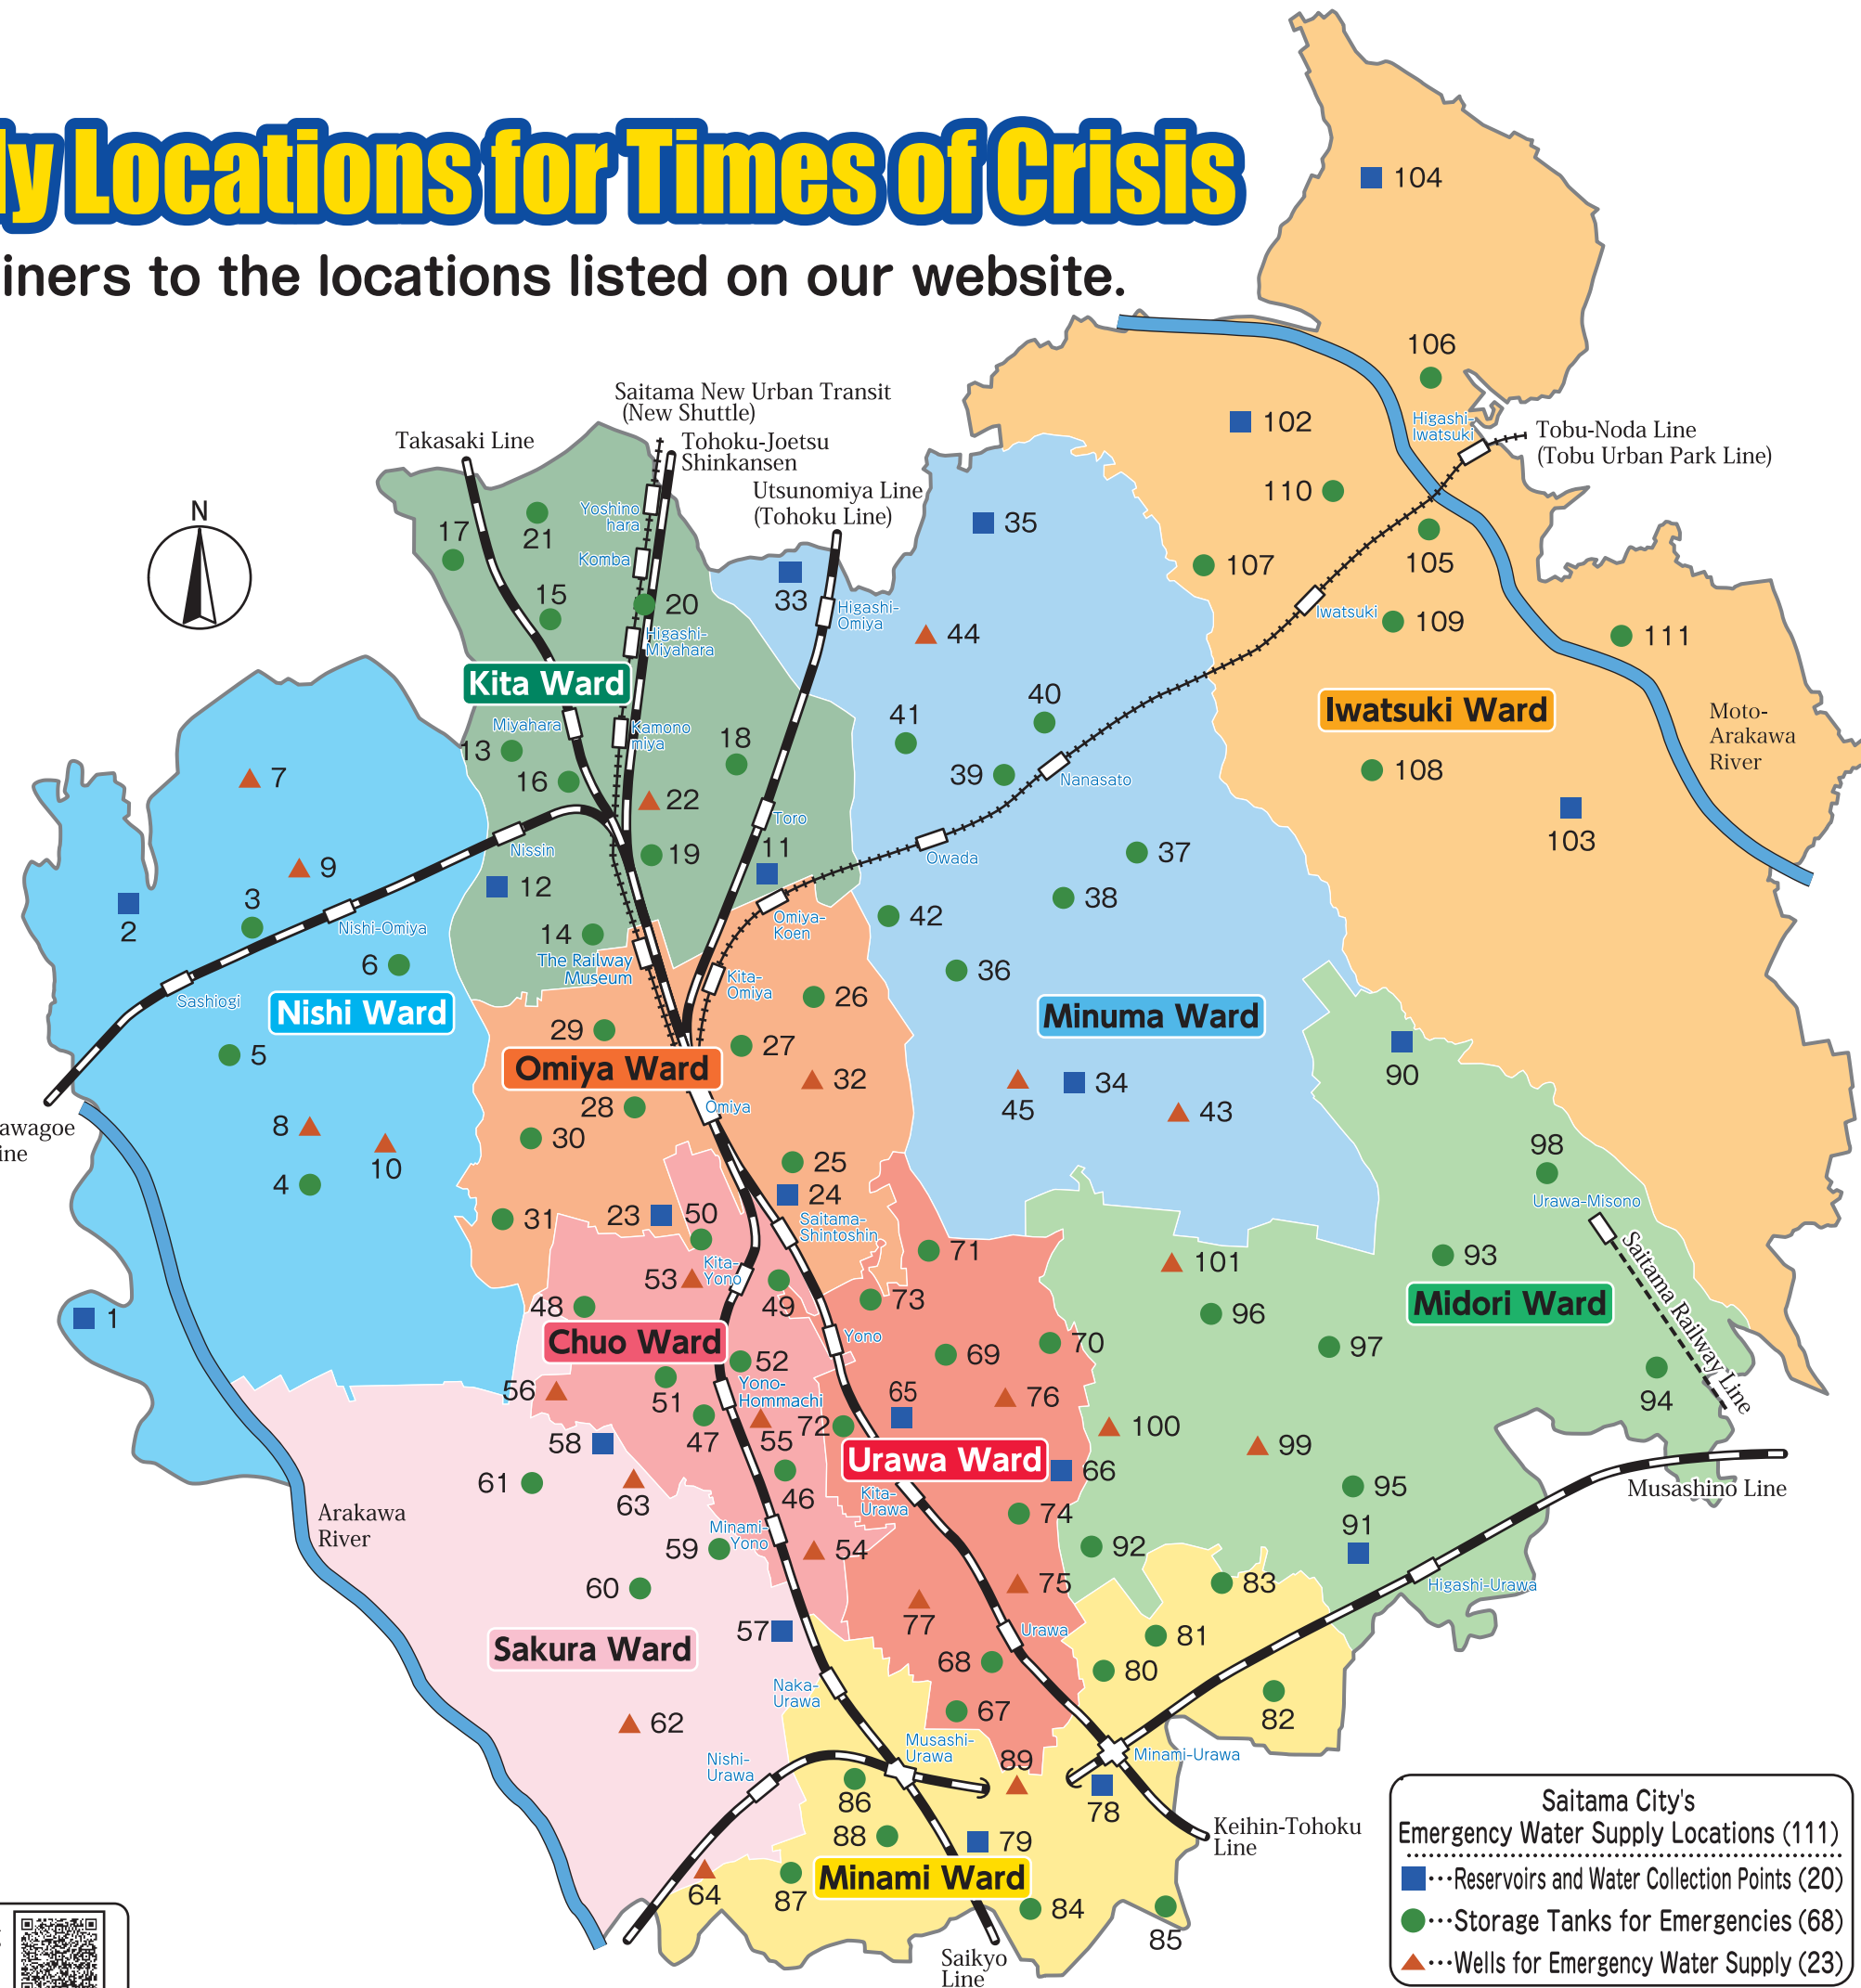 ly Locations for Times of Crisis
iners to the locations listed on our website.
104
106
Higashi-
Iwatsuki
102
Tobu-Noda Line
(Tobu Urban Park Line)
110
Saitama New Urban Transit
(New Shuttle)
Takasaki Line
Tohoku-Joetsu
Shinkansen
Utsunomiya Line
(Tohoku Line)
N
17
21
Yoshino
hara
Komba
15
20
Higashi-
Miyahara
33
Higashi-
Omiya
35
44
107
105
Iwatsuki
109
111
Kita Ward
Iwatsuki Ward
Moto-
Arakawa
River
Miyahara
Kamono
miya
13
16
18
22
41
40
39
Nanasato
108
103
7
9
3
2
Nissin
12
19
Toro
11
Owada
37
38
Nishi-Omiya
6
14
The Railway
Museum
Omiya-
Koen
42
Kita-
Omiya
36
Sashiogi
Nishi Ward
26
Minuma Ward
29
27
5
Omiya Ward
32
45
34
43
90
28
Omiya
awagoe
ine
8
10
30
4
25
24
98
Urawa-Misono
31
23
50
Saitama-
Shintoshin
71
Kita-
Yono
53
101
93
Saitama Railway Line
49
73
48
96
Midori Ward
1
Chuo Ward
Yono
70
97
52
69
51
Yono-
Hommachi
56
65
76
94
47
55
72
100
99
58
Urawa Ward
66
61
63
46
Kita-
Urawa
95
Musashino Line
Arakawa
River
74
91
Minami-
Yono
59
54
92
60
75
83
Higashi-Urawa
77
57
Urawa
81
Sakura Ward
68
80
Naka-
Urawa
67
82
62
Musashi-
Urawa
Nishi-
Urawa
89
Minami-Urawa
86
78
88
79
Keihin-Tohoku
Line
Minami Ward
64
87
84
85
Saikyo
Line
Saitama City's
Emergency Water Supply Locations (111)
Reservoirs and Water Collection Points (20)
Storage Tanks for Emergencies (68)
Wells for Emergency Water Supply (23)